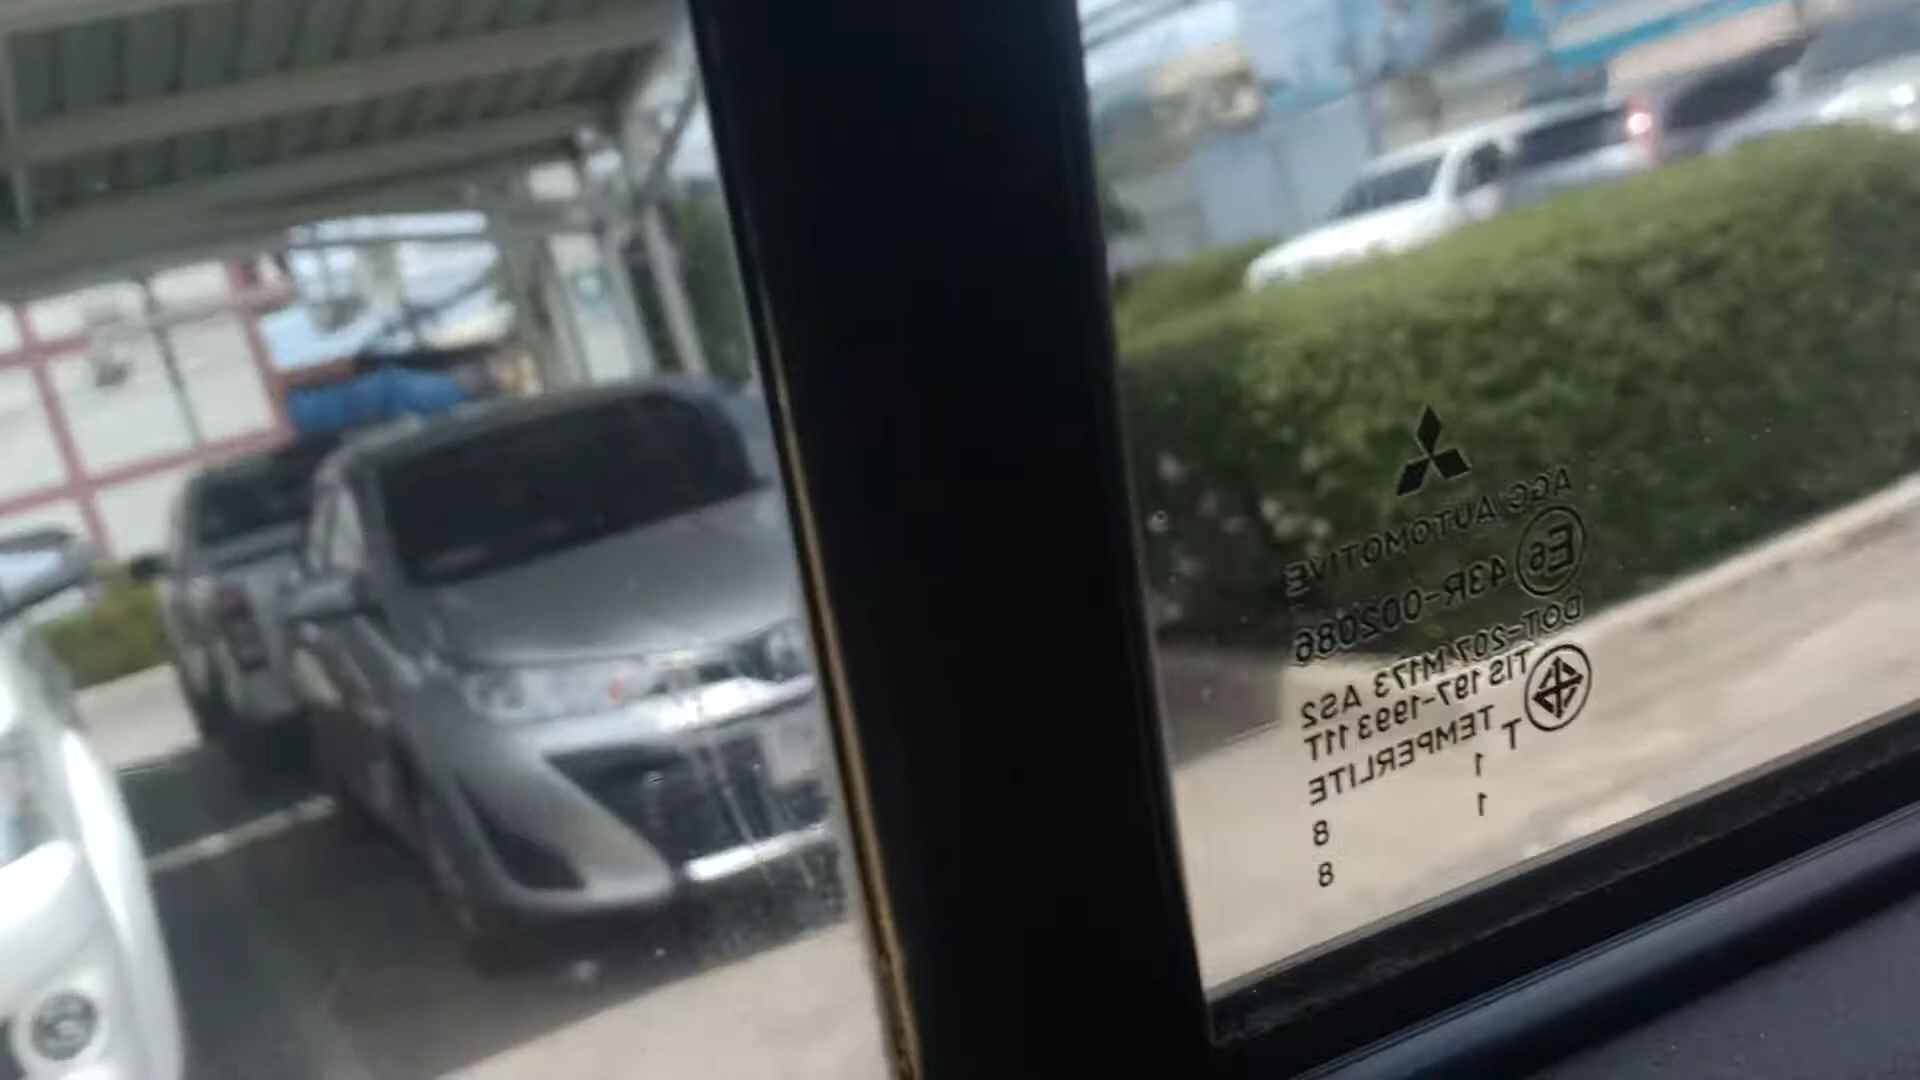 AGC AUTOMOTIVE
E6 43R-002086
DOT-207 M173 AS2
TIS 197-1993 11T
TEMPERLITE T
1
8
1
8